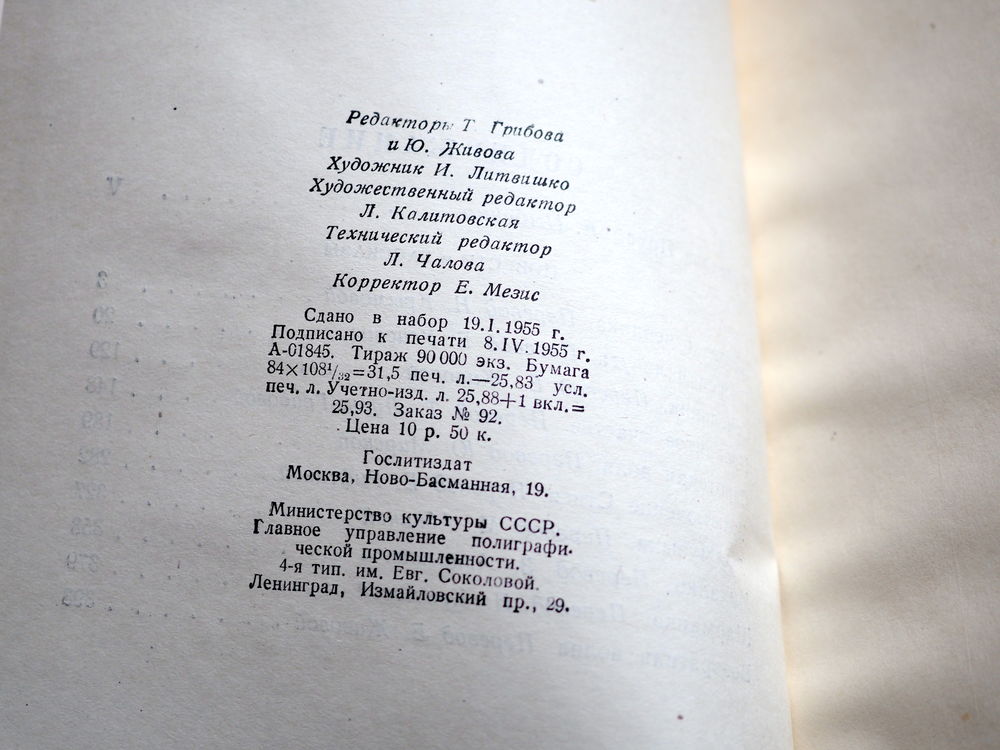 Редакторы Т. Грибова
и Ю. Живова
Художник И. Литвишко
Художественный редактор
Л. Калитовская
Технический редактор
Л. Чалова
Корректор Е. Мезис
Сдано в набор 19.I.1955 г.
Подписано к печати 8.IV.1955 г.
А-01845. Тираж 90 000 экз. Бумага
84×108¹/₃₂=31,5 печ. л.—25,83 усл.
печ. л. Учетно-изд. л. 25,88+1 вкл.=
25,93. Заказ № 92.
Цена 10 р. 50 к.
Гослитиздат
Москва, Ново-Басманная, 19.
Министерство культуры СССР.
Главное управление полиграфи-
ческой промышленности.
4-я тип. им. Евг. Соколовой.
Ленинград, Измайловский пр., 29.